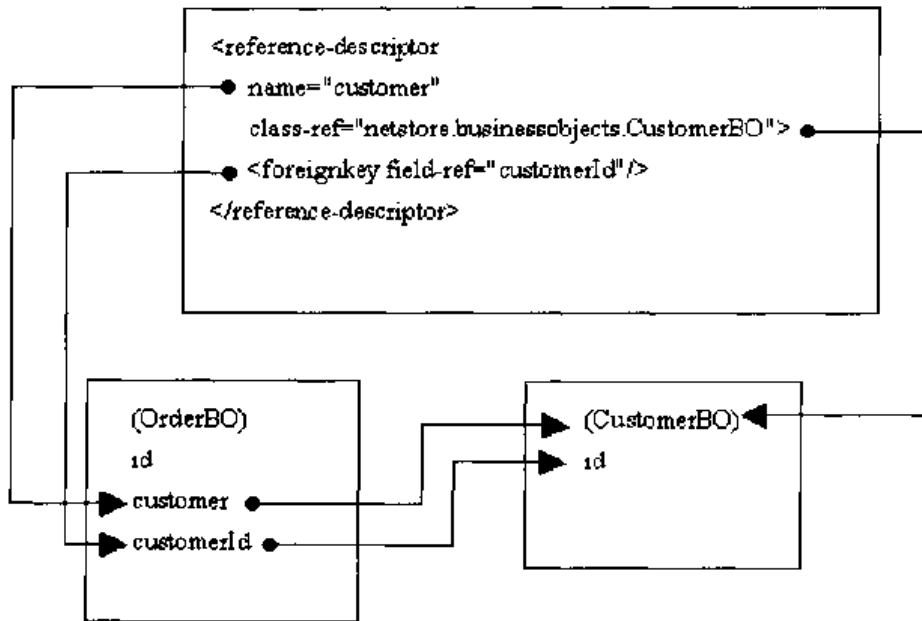 <reference-descriptor
name="customer"
class-ref="netstore.businessobjects.CustomerBO">
<foreignkey field-ref="customerId"/>
</reference-descriptor>
(OrderBO)
id
customer
customerId
(CustomerBO)
id